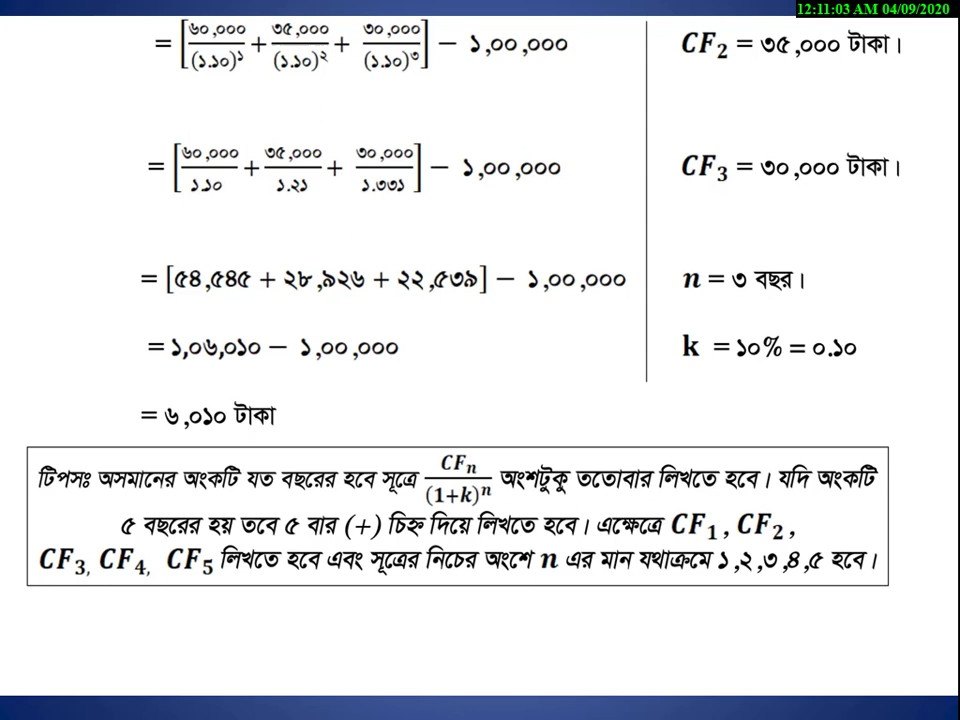 12:11:03 AM 04/09/2020
= [৬০,০০০/(১.১০)^১ + ৩৫,০০০/(১.১০)^২ + ৩০,০০০/(১.১০)^৩] − ১,০০,০০০
CF₂ = ৩৫,০০০ টাকা।
= [৬০,০০০/১.১০ + ৩৫,০০০/১.২১ + ৩০,০০০/১.৩৩১] − ১,০০,০০০
CF₃ = ৩০,০০০ টাকা।
= [৫৪,৫৪৫ + ২৮,৯২৬ + ২২,৫৩৯] − ১,০০,০০০
n = ৩ বছর।
= ১,০৬,০১০ − ১,০০,০০০
k = ১০% = ০.১০
= ৬,০১০ টাকা
টিপসঃ অসমানের অংকটি যত বছরের হবে সূত্রে CFₙ/(1+k)^n অংশটুকু ততোবার লিখতে হবে। যদি অংকটি
৫ বছরের হয় তবে ৫ বার (+) চিহ্ন দিয়ে লিখতে হবে। এক্ষেত্রে CF₁, CF₂,
CF₃, CF₄, CF₅ লিখতে হবে এবং সূত্রের নিচের অংশে n এর মান যথাক্রমে ১,২,৩,৪,৫ হবে।